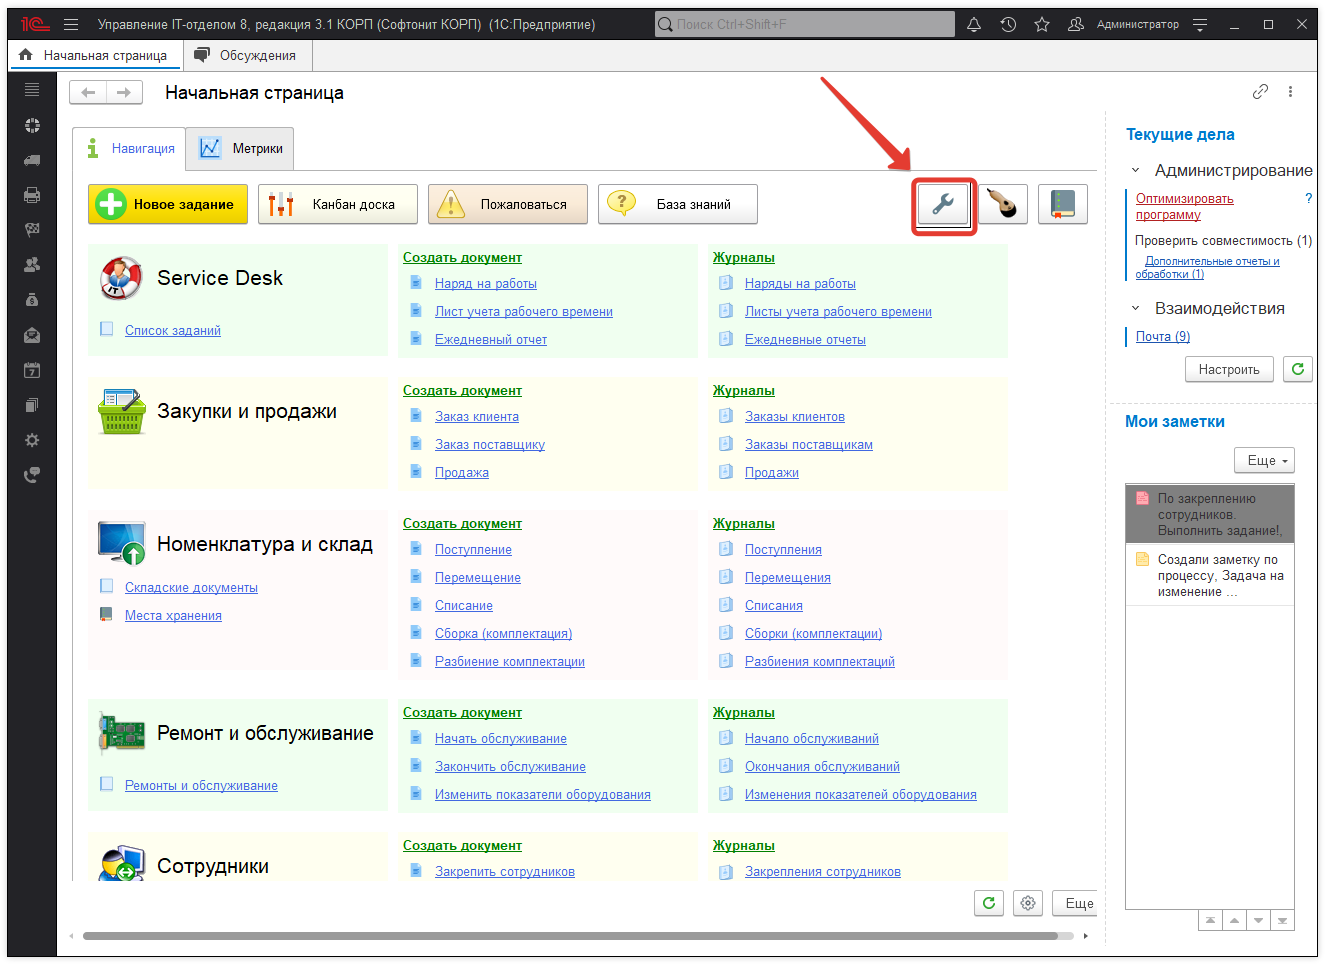 Управление IT-отделом 8, редакция 3.1 КОРП (Софтонит КОРП)  (1С:Предприятие)
Поиск Ctrl+Shift+F
Администратор
Начальная страница
Обсуждения
Начальная страница
Навигация
Метрики
Новое задание
Канбан доска
Пожаловаться
База знаний
Service Desk
Список заданий
Создать документ
Наряд на работы
Лист учета рабочего времени
Ежедневный отчет
Журналы
Наряды на работы
Листы учета рабочего времени
Ежедневные отчеты
Закупки и продажи
Создать документ
Заказ клиента
Заказ поставщику
Продажа
Журналы
Заказы клиентов
Заказы поставщикам
Продажи
Номенклатура и склад
Складские документы
Места хранения
Создать документ
Поступление
Перемещение
Списание
Сборка (комплектация)
Разбиение комплектации
Журналы
Поступления
Перемещения
Списания
Сборки (комплектации)
Разбиения комплектаций
Ремонт и обслуживание
Ремонты и обслуживание
Создать документ
Начать обслуживание
Закончить обслуживание
Изменить показатели оборудования
Журналы
Начало обслуживаний
Окончания обслуживаний
Изменения показателей оборудования
Сотрудники
Создать документ
Закрепить сотрудников
Журналы
Закрепления сотрудников
Еще
Текущие дела
Администрирование
Оптимизировать ?
программу
Проверить совместимость (1)
Дополнительные отчеты и
обработки (1)
Взаимодействия
Почта (9)
Настроить
Мои заметки
Еще
По закреплению
сотрудников.
Выполнить задание!,
Создали заметку по
процессу, Задача на
изменение ...